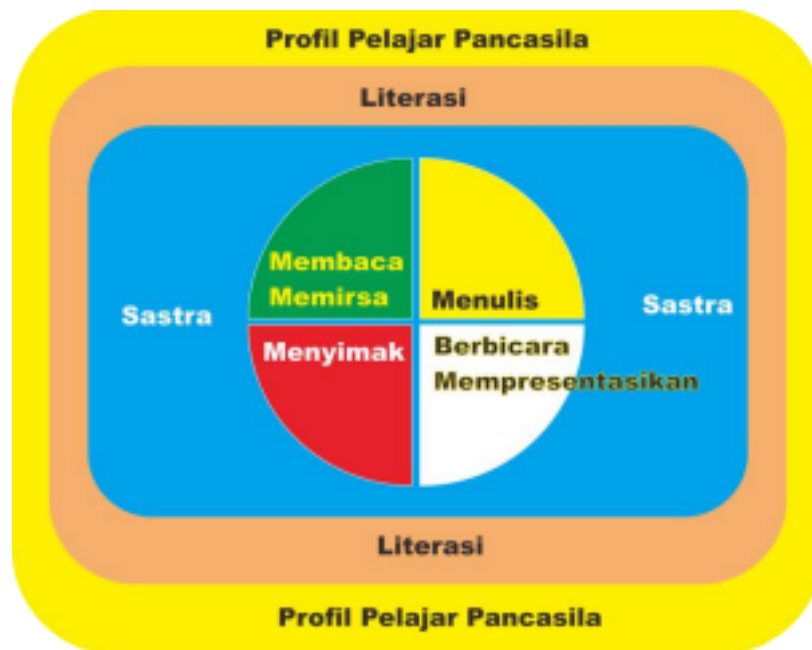 Profil Pelajar Pancasila
Literasi
Membaca
Memirsa
Menulis
Sastra
Sastra
Menyimak
Berbicara
Mempresentasikan
Literasi
Profil Pelajar Pancasila